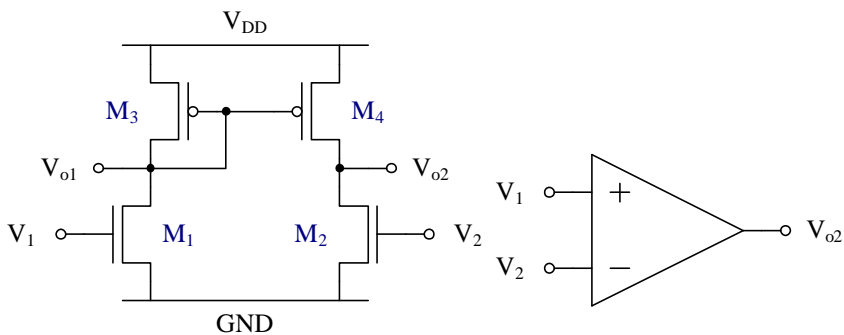 V_DD
M_3
M_4
V_o1
V_o2
V_1
M_1
M_2
V_2
GND
V_1
+
V_2
−
V_o2